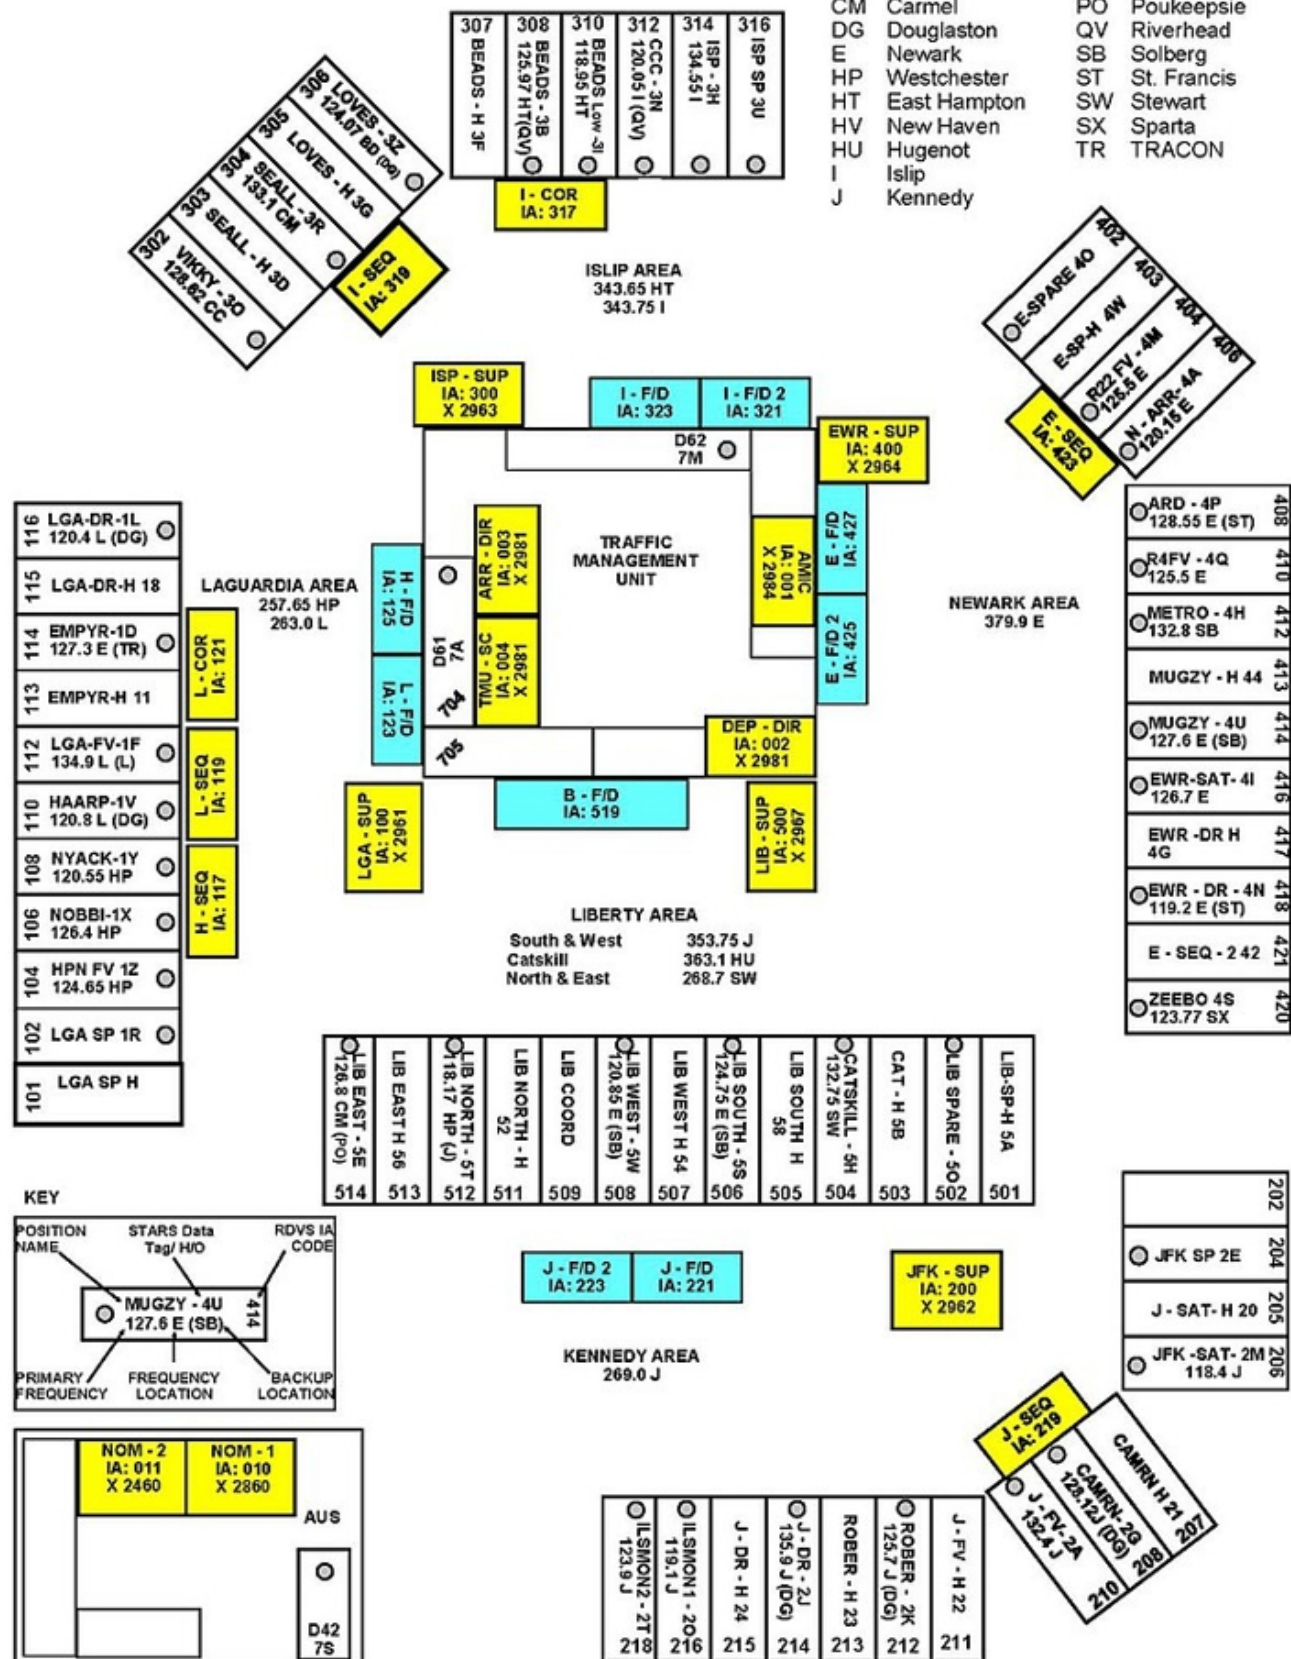 CM Carmel
DG Douglaston
E Newark
HP Westchester
HT East Hampton
HV New Haven
HU Hugenot
I Islip
J Kennedy
PO Poukeepsie
QV Riverhead
SB Solberg
ST St. Francis
SW Stewart
SX Sparta
TR TRACON
307
BEADS - H 3F
308
BEADS - 3B
125.97 HT(QV)
310
BEADS Low -3I
118.95 HT
312
CCC - 3N
120.05 I (QV)
314
ISP - 3H
134.55 I
316
ISP SP 3U
I - COR
IA: 317
306
LOVES - 3Z
124.07 BD (DG)
305
LOVES - H 3G
304
SEALL - 3R
133.1 CM
303
SEALL - H 3D
302
VIKKY - 3O
128.62 CC
I - SEQ
IA: 319
ISLIP AREA
343.65 HT
343.75 I
402
E-SPARE 4O
403
E-SP-H 4W
404
R22 FV - 4M
125.5 E
406
N - ARR- 4A
120.15 E
E - SEQ
IA: 423
ISP - SUP
IA: 300
X 2963
I - F/D
IA: 323
I - F/D 2
IA: 321
EWR - SUP
IA: 400
X 2964
D62
7M
ARR - DIR
IA: 003
X 2981
TMU - SC
IA: 004
X 2981
TRAFFIC
MANAGEMENT
UNIT
AMIC
IA: 001
X 2984
E - F/D
IA: 427
E - F/D 2
IA: 425
H - F/D
IA: 125
L - F/D
IA: 123
D61
7A
704
705
DEP - DIR
IA: 002
X 2981
B - F/D
IA: 519
LGA - SUP
IA: 100
X 2961
LIB - SUP
IA: 500
X 2967
LAGUARDIA AREA
257.65 HP
263.0 L
NEWARK AREA
379.9 E
116
LGA-DR-1L
120.4 L (DG)
115
LGA-DR-H 18
114
EMPYR-1D
127.3 E (TR)
113
EMPYR-H 11
112
LGA-FV-1F
134.9 L (L)
110
HAARP-1V
120.8 L (DG)
108
NYACK-1Y
120.55 HP
106
NOBBI-1X
126.4 HP
104
HPN FV 1Z
124.65 HP
102
LGA SP 1R
101
LGA SP H
L - COR
IA: 121
L - SEQ
IA: 119
H - SEQ
IA: 117
ARD - 4P
128.55 E (ST)
408
R4FV - 4Q
125.5 E
410
METRO - 4H
132.8 SB
412
MUGZY - H 44
413
MUGZY - 4U
127.6 E (SB)
414
EWR-SAT- 4I
126.7 E
416
EWR -DR H
4G
417
EWR - DR - 4N
119.2 E (ST)
418
E - SEQ - 2 42
421
ZEEBO 4S
123.77 SX
420
LIBERTY AREA
South & West 353.75 J
Catskill 363.1 HU
North & East 268.7 SW
LIB EAST - 5E
126.8 CM (PO)
514
LIB EAST H 56
513
LIB NORTH - 5T
118.17 HP (J)
512
LIB NORTH - H
52
511
LIB COORD
509
LIB WEST - 5W
120.85 E (SB)
508
LIB WEST H 54
507
LIB SOUTH - 5S
124.75 E (SB)
506
LIB SOUTH H
58
505
CATSKILL - 5H
132.75 SW
504
CAT - H 5B
503
LIB SPARE - 5O
502
LIB-SP-H 5A
501
J - F/D 2
IA: 223
J - F/D
IA: 221
JFK - SUP
IA: 200
X 2962
KENNEDY AREA
269.0 J
202
JFK SP 2E
204
J - SAT- H 20
205
JFK -SAT- 2M
118.4 J
206
J - SEQ
IA: 219
CAMRN H 21
207
CAMRN- 2G
128.12J (DG)
208
J - FV- 2A
132.4 J
210
ILSMON2 - 2T
123.9 J
218
ILSMON1 - 2O
119.1 J
216
J - DR - H 24
215
J - DR - 2J
135.9 J (DG)
214
ROBER - H 23
213
ROBER - 2K
125.7 J (DG)
212
J - FV - H 22
211
KEY
POSITION
NAME
STARS Data
Tag/ H/O
RDVS IA
CODE
MUGZY - 4U
127.6 E (SB)
414
PRIMARY
FREQUENCY
FREQUENCY
LOCATION
BACKUP
LOCATION
NOM - 2
IA: 011
X 2460
NOM - 1
IA: 010
X 2860
AUS
D42
7S